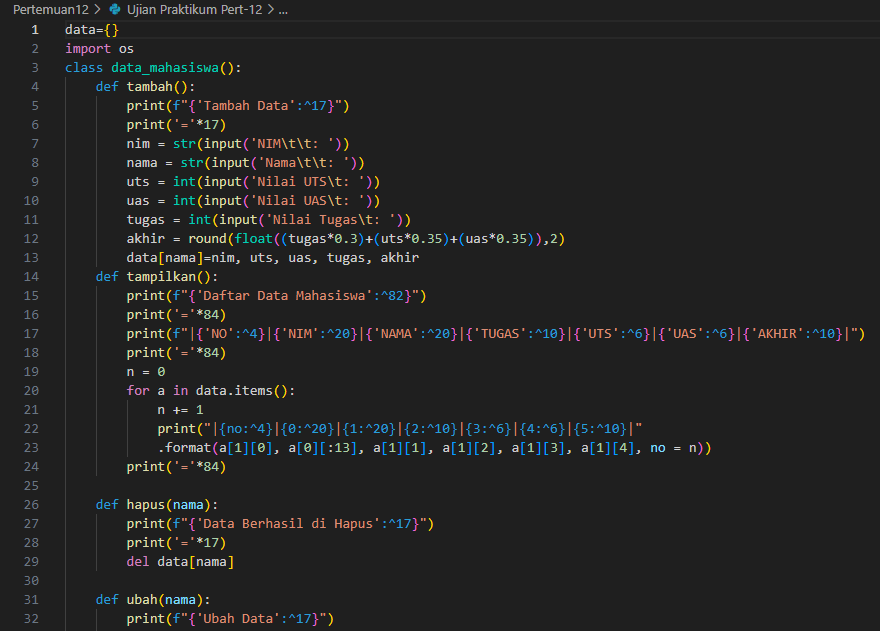 Pertemuan12 > Ujian Praktikum Pert-12 > ...
1 data={}
2 import os
3 class data_mahasiswa():
4     def tambah():
5         print(f"{'Tambah Data':^17}")
6         print('='*17)
7         nim = str(input('NIM\t\t: '))
8         nama = str(input('Nama\t\t: '))
9         uts = int(input('Nilai UTS\t: '))
10         uas = int(input('Nilai UAS\t: '))
11         tugas = int(input('Nilai Tugas\t: '))
12         akhir = round(float((tugas*0.3)+(uts*0.35)+(uas*0.35)),2)
13         data[nama]=nim, uts, uas, tugas, akhir
14     def tampilkan():
15         print(f"{'Daftar Data Mahasiswa':^82}")
16         print('='*84)
17         print(f"|{'NO':^4}|{'NIM':^20}|{'NAMA':^20}|{'TUGAS':^10}|{'UTS':^6}|{'UAS':^6}|{'AKHIR':^10}|")
18         print('='*84)
19         n = 0
20         for a in data.items():
21             n += 1
22             print("|{no:^4}|{0:^20}|{1:^20}|{2:^10}|{3:^6}|{4:^6}|{5:^10}|"
23             .format(a[1][0], a[0][:13], a[1][1], a[1][2], a[1][3], a[1][4], no = n))
24         print('='*84)
25
26     def hapus(nama):
27         print(f"{'Data Berhasil di Hapus':^17}")
28         print('='*17)
29         del data[nama]
30
31     def ubah(nama):
32         print(f"{'Ubah Data':^17}")